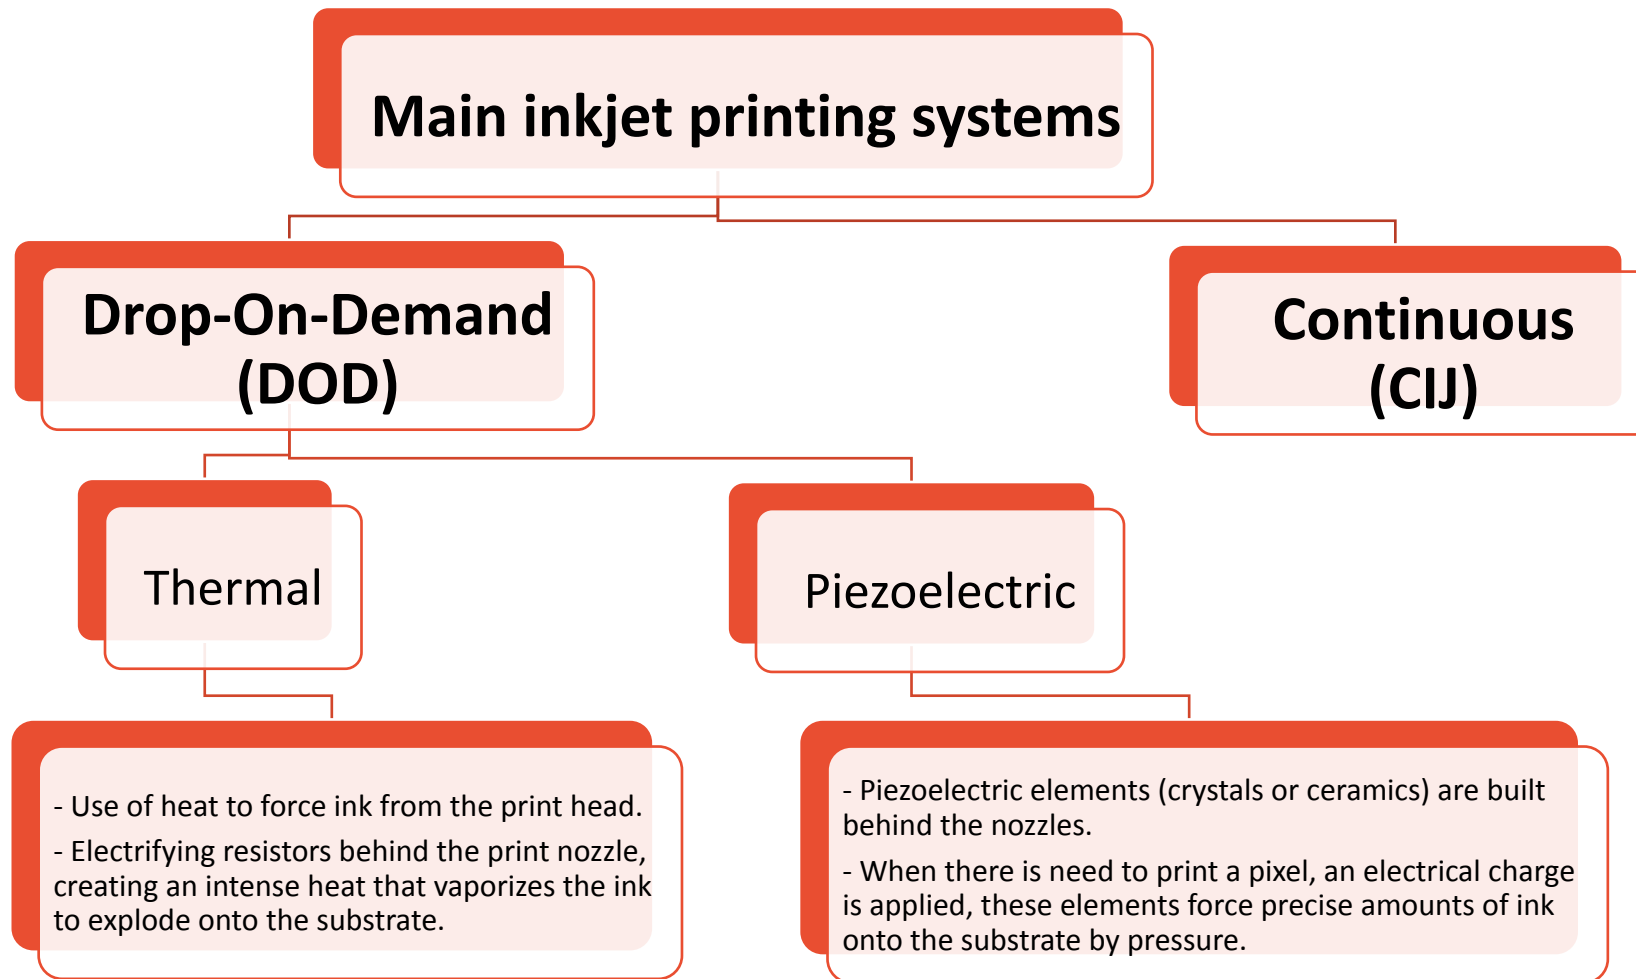 Main inkjet printing systems
Drop-On-Demand
(DOD)
Continuous
(CIJ)
Thermal
Piezoelectric
- Use of heat to force ink from the print head.
- Electrifying resistors behind the print nozzle,
creating an intense heat that vaporizes the ink
to explode onto the substrate.
- Piezoelectric elements (crystals or ceramics) are built
behind the nozzles.
- When there is need to print a pixel, an electrical charge
is applied, these elements force precise amounts of ink
onto the substrate by pressure.